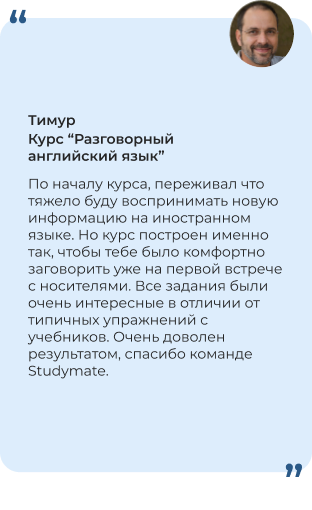 “
Тимур
Курс “Разговорный
английский язык”
По началу курса, переживал что
тяжело буду воспринимать новую
информацию на иностранном
языке. Но курс построен именно
так, чтобы тебе было комфортно
заговорить уже на первой встрече
с носителями. Все задания были
очень интересные в отличии от
типичных упражнений с
учебников. Очень доволен
результатом, спасибо команде
Studymate.
”